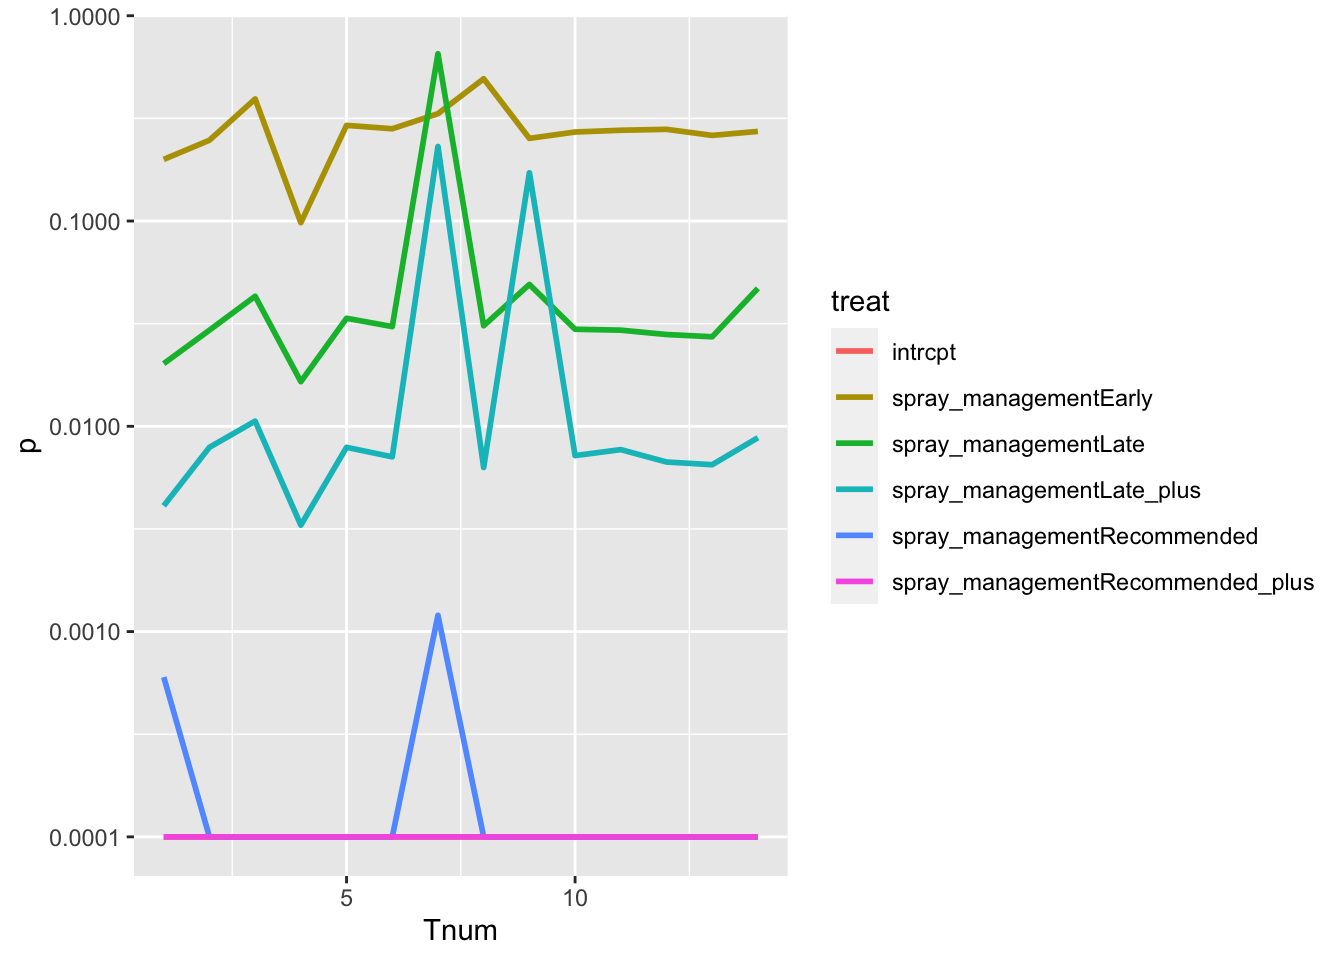 1.0000
0.1000
0.0100
0.0010
0.0001
p
5 10
Tnum
treat
intrcpt
spray_managementEarly
spray_managementLate
spray_managementLate_plus
spray_managementRecommended
spray_managementRecommended_plus